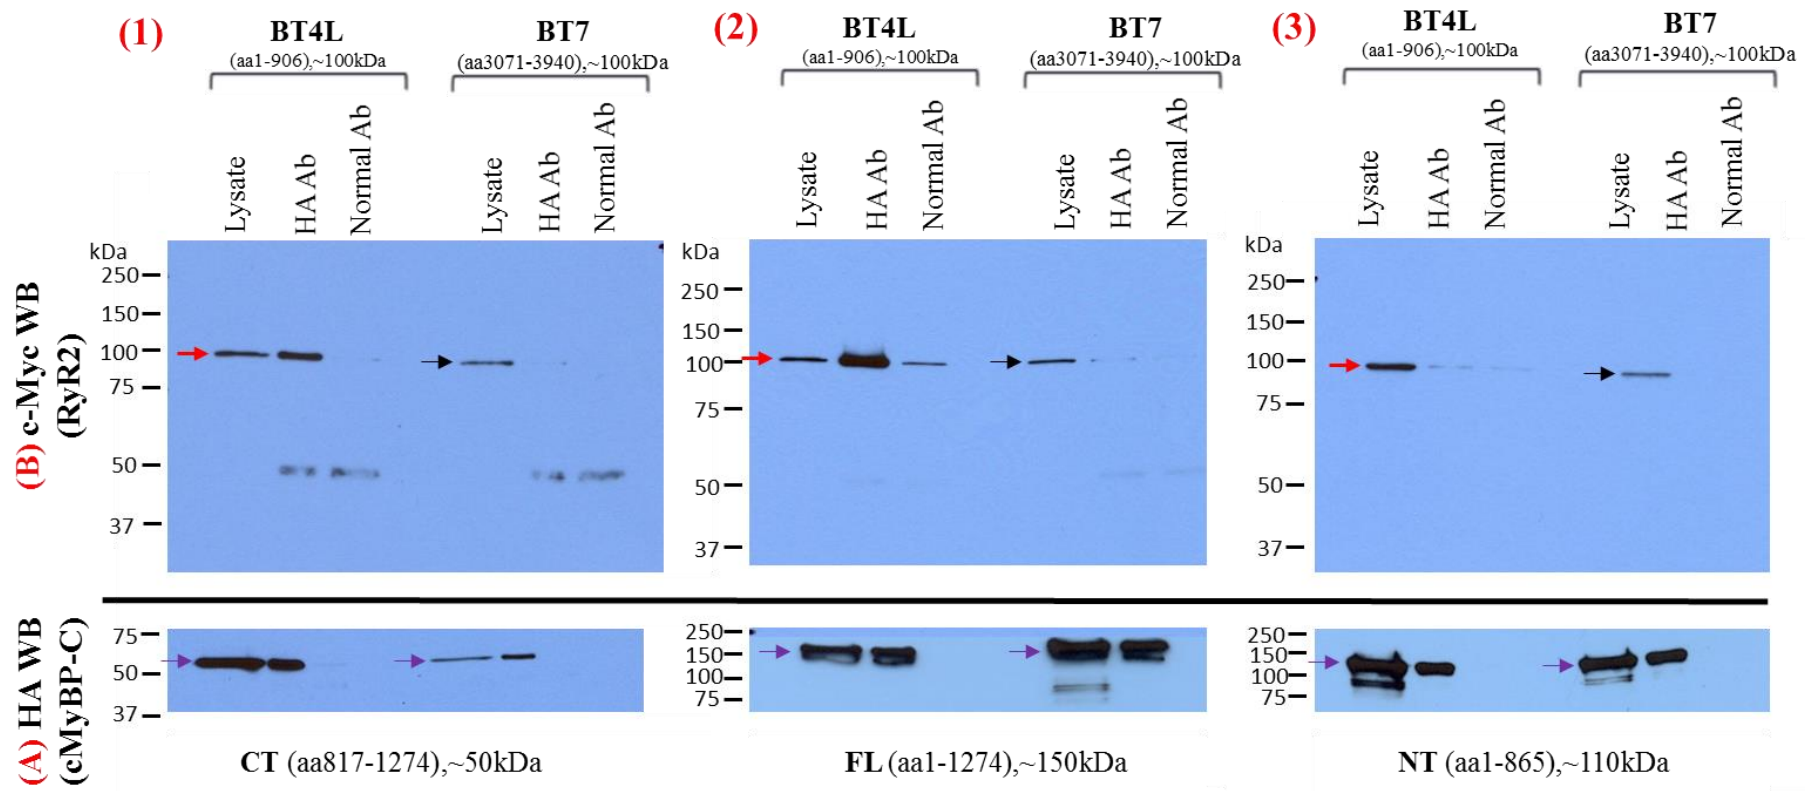 (1)
BT4L
(aa1-906),~100kDa
BT7
(aa3071-3940),~100kDa
Lysate
HA Ab
Normal Ab
Lysate
HA Ab
Normal Ab
(2)
BT4L
(aa1-906),~100kDa
BT7
(aa3071-3940),~100kDa
Lysate
HA Ab
Normal Ab
Lysate
HA Ab
Normal Ab
(3)
BT4L
(aa1-906),~100kDa
BT7
(aa3071-3940),~100kDa
Lysate
HA Ab
Normal Ab
Lysate
HA Ab
Normal Ab
(B) c-Myc WB
(RyR2)
kDa
250
150
100
75
50
37
kDa
250
150
100
75
50
37
kDa
250
150
100
75
50
37
(A) HA WB
(cMyBP-C)
75
50
37
250
150
100
75
250
150
100
75
CT (aa817-1274),~50kDa
FL (aa1-1274),~150kDa
NT (aa1-865),~110kDa